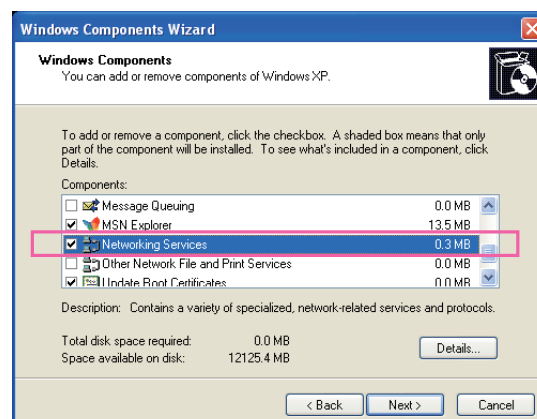 Windows Components Wizard
Windows Components
You can add or remove components of Windows XP.
To add or remove a component, click the checkbox. A shaded box means that only
part of the component will be installed. To see what's included in a component, click
Details.
Components:
Message Queuing 0.0 MB
MSN Explorer 13.5 MB
Networking Services 0.3 MB
Other Network File and Print Services 0.0 MB
Update Root Certificates 0.0 MB
Description: Contains a variety of specialized, network-related services and protocols.
Total disk space required: 0.0 MB
Space available on disk: 12125.4 MB
Details...
< Back Next > Cancel